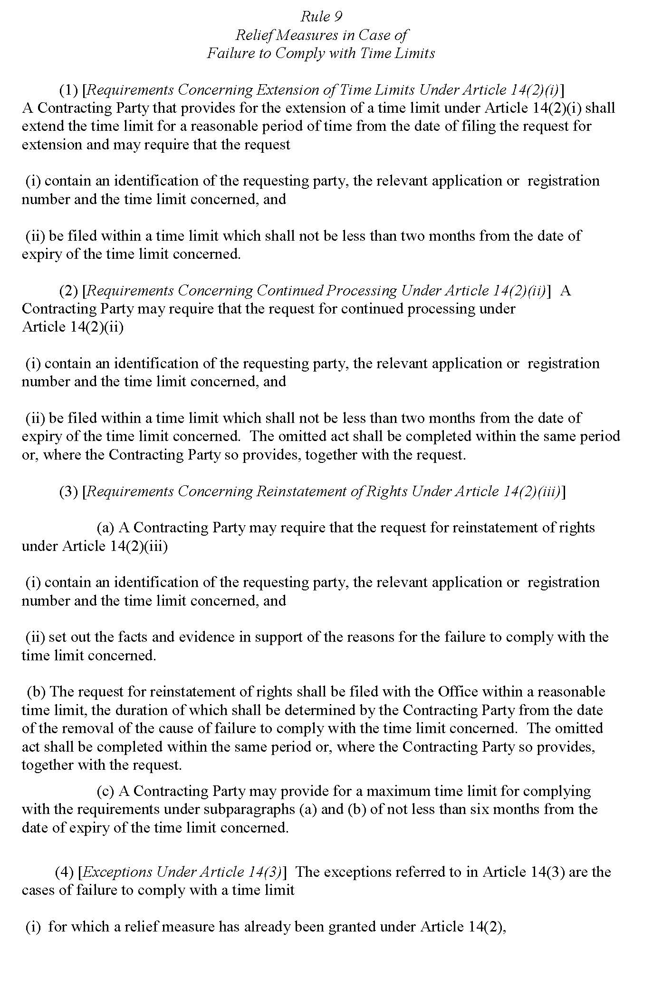 Rule 9
Relief Measures in Case of
Failure to Comply with Time Limits
(1) [Requirements Concerning Extension of Time Limits Under Article 14(2)(i)]
A Contracting Party that provides for the extension of a time limit under Article 14(2)(i) shall
extend the time limit for a reasonable period of time from the date of filing the request for
extension and may require that the request
(i) contain an identification of the requesting party, the relevant application or  registration
number and the time limit concerned, and
(ii) be filed within a time limit which shall not be less than two months from the date of
expiry of the time limit concerned.
(2) [Requirements Concerning Continued Processing Under Article 14(2)(ii)]  A
Contracting Party may require that the request for continued processing under
Article 14(2)(ii)
(i) contain an identification of the requesting party, the relevant application or  registration
number and the time limit concerned, and
(ii) be filed within a time limit which shall not be less than two months from the date of
expiry of the time limit concerned.  The omitted act shall be completed within the same period
or, where the Contracting Party so provides, together with the request.
(3) [Requirements Concerning Reinstatement of Rights Under Article 14(2)(iii)]
(a) A Contracting Party may require that the request for reinstatement of rights
under Article 14(2)(iii)
(i) contain an identification of the requesting party, the relevant application or  registration
number and the time limit concerned, and
(ii) set out the facts and evidence in support of the reasons for the failure to comply with the
time limit concerned.
(b) The request for reinstatement of rights shall be filed with the Office within a reasonable
time limit, the duration of which shall be determined by the Contracting Party from the date
of the removal of the cause of failure to comply with the time limit concerned.  The omitted
act shall be completed within the same period or, where the Contracting Party so provides,
together with the request.
(c) A Contracting Party may provide for a maximum time limit for complying
with the requirements under subparagraphs (a) and (b) of not less than six months from the
date of expiry of the time limit concerned.
(4) [Exceptions Under Article 14(3)]  The exceptions referred to in Article 14(3) are the
cases of failure to comply with a time limit
(i)  for which a relief measure has already been granted under Article 14(2),